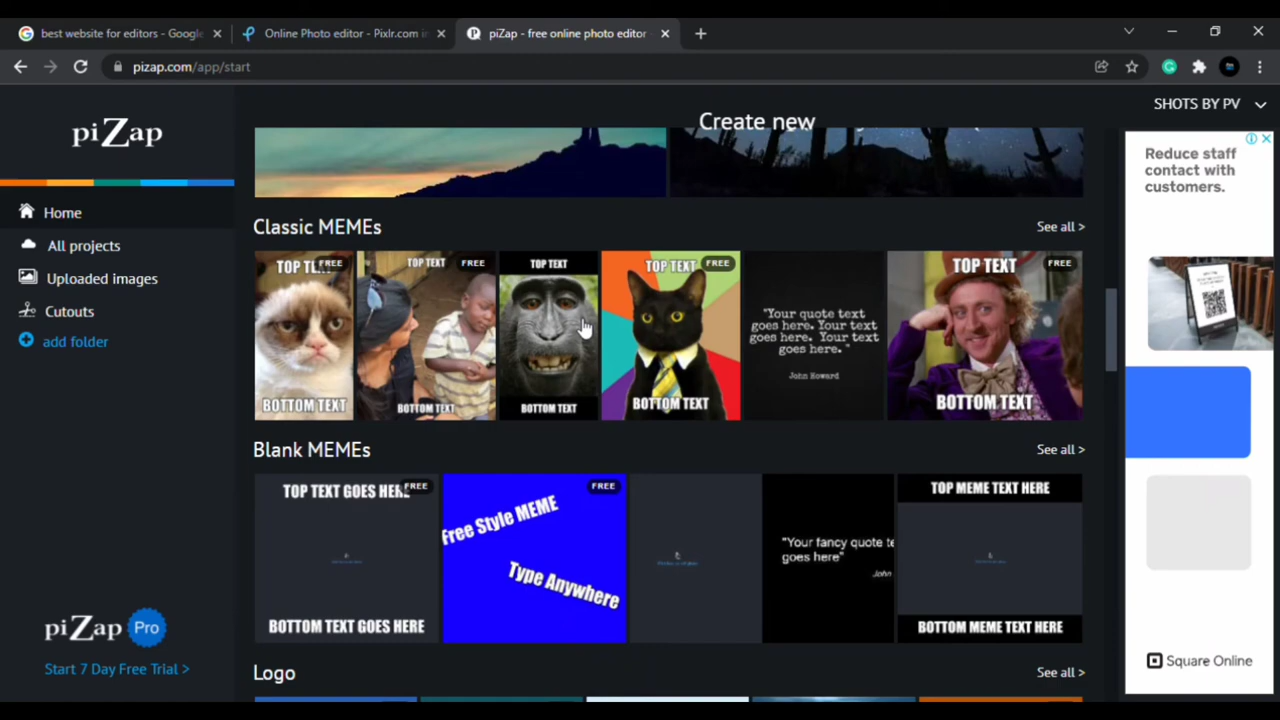 best website for editors - Google
Online Photo editor - Pixlr.com
piZap - free online photo editor
pizap.com/app/start
SHOTS BY PV
piZap
Create new
Home
All projects
Uploaded images
Cutouts
add folder
Classic MEMEs
See all >
FREE
BOTTOM TEXT
TOP TEXT
FREE
BOTTOM TEXT
TOP TEXT
BOTTOM TEXT
TOP TEXT
FREE
BOTTOM TEXT
"Your quote text
goes here. Your text
goes here. Your text
goes here. "
John Howard
TOP TEXT
FREE
BOTTOM TEXT
Blank MEMEs
See all >
TOP TEXT GOES HERE
FREE
BOTTOM TEXT GOES HERE
Free Style MEME
FREE
Type Anywhere
"Your fancy quote te
goes here"
John
TOP MEME TEXT HERE
BOTTOM MEME TEXT HERE
Logo
See all >
piZap Pro
Start 7 Day Free Trial >
Reduce staff
contact with
customers.
Square Online